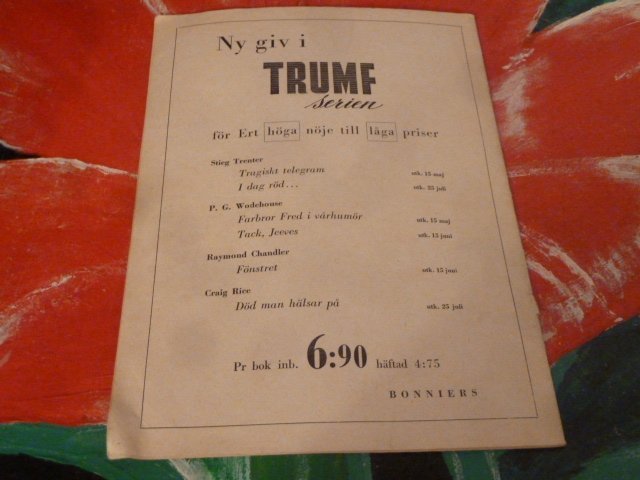 Ny giv i
TRUMF
serien
för Ert höga nöje till låga priser
Stieg Trenter
Tragiskt telegram utk. 15 maj
I dag röd... utk. 25 juli
P. G. Wodehouse
Farbror Fred i vårhumör utk. 15 maj
Tack, Jeeves utk. 15 juni
Raymond Chandler
Fönstret utk. 15 juni
Craig Rice
Död man hälsar på utk. 25 juli
Pr bok inb. 6:90 häftad 4:75
BONNIERS